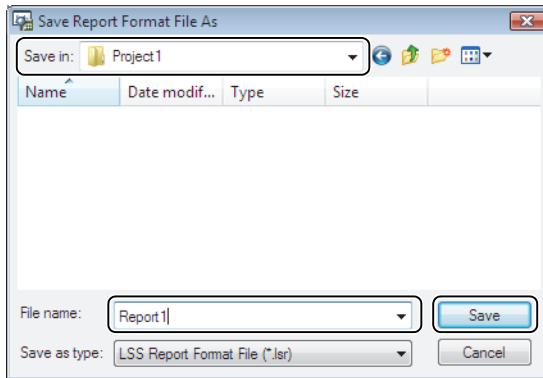 Save Report Format File As
Save in: Project1
Name Date modif... Type Size
File name: Report1 Save
Save as type: LSS Report Format File (*.lsr) Cancel